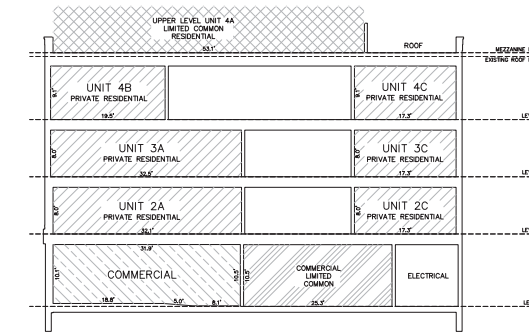 UPPER LEVEL UNIT 4A
LIMITED COMMON
RESIDENTIAL
53.1'
ROOF
MEZZANINE
EXISTING ROOF
UNIT 4B
PRIVATE RESIDENTIAL
9.1'
19.5'
UNIT 4C
PRIVATE RESIDENTIAL
9.1'
17.3'
UNIT 3A
PRIVATE RESIDENTIAL
8.0'
32.5'
UNIT 3C
PRIVATE RESIDENTIAL
8.0'
17.3'
UNIT 2A
PRIVATE RESIDENTIAL
8.0'
32.1'
UNIT 2C
PRIVATE RESIDENTIAL
8.0'
17.3'
31.9'
10.1'
COMMERCIAL
10.5'
18.8'
5.0'
8.1'
10.5'
COMMERCIAL
LIMITED
COMMON
25.3'
ELECTRICAL